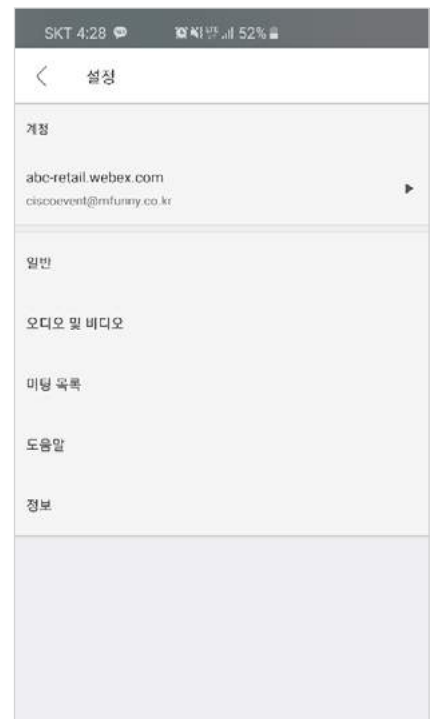 SKT 4:28 52%
설정
계정
abc-retail.webex.com
ciscoevent@mfunny.co.kr
일반
오디오 및 비디오
미팅 목록
도움말
정보